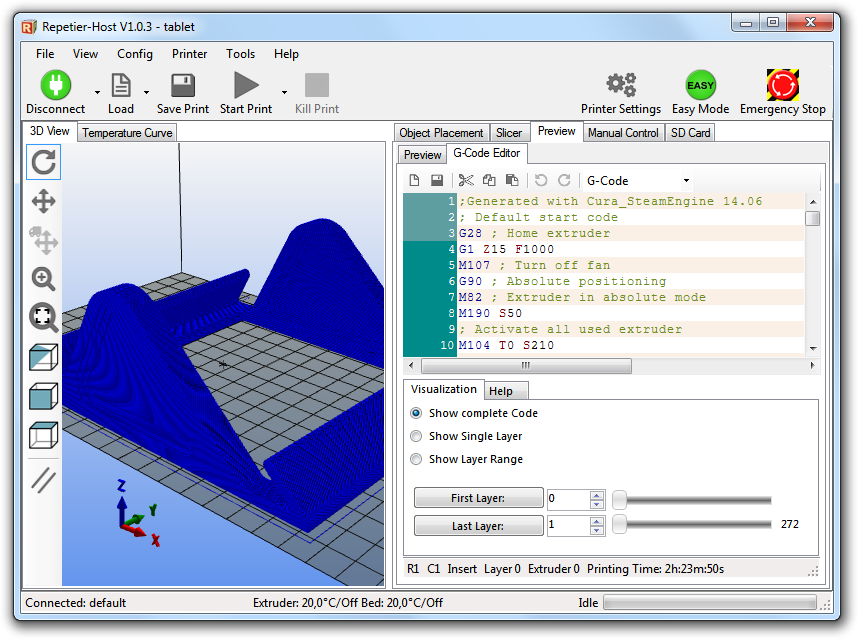 Repetier-Host V1.0.3 - tablet
File View Config Printer Tools Help
EASY
Disconnect Load Save Print Start Print Kill Print Printer Settings Easy Mode Emergency Stop
3D View Temperature Curve Object Placement Slicer Preview Manual Control SD Card
Preview G-Code Editor
G-Code
1 ;Generated with Cura_SteamEngine 14.06
2 ; Default start code
3 G28 ; Home extruder
4 G1 Z15 F1000
5 M107 ; Turn off fan
6 G90 ; Absolute positioning
7 M82 ; Extruder in absolute mode
8 M190 S50
9 ; Activate all used extruder
10 M104 T0 S210
Visualization Help
Show complete Code
Show Single Layer
Show Layer Range
First Layer: 0
Last Layer: 1 272
Z
Y
X
R1 C1 Insert Layer 0 Extruder 0 Printing Time: 2h:23m:50s
Connected: default Extruder: 20,0°C/Off Bed: 20,0°C/Off Idle